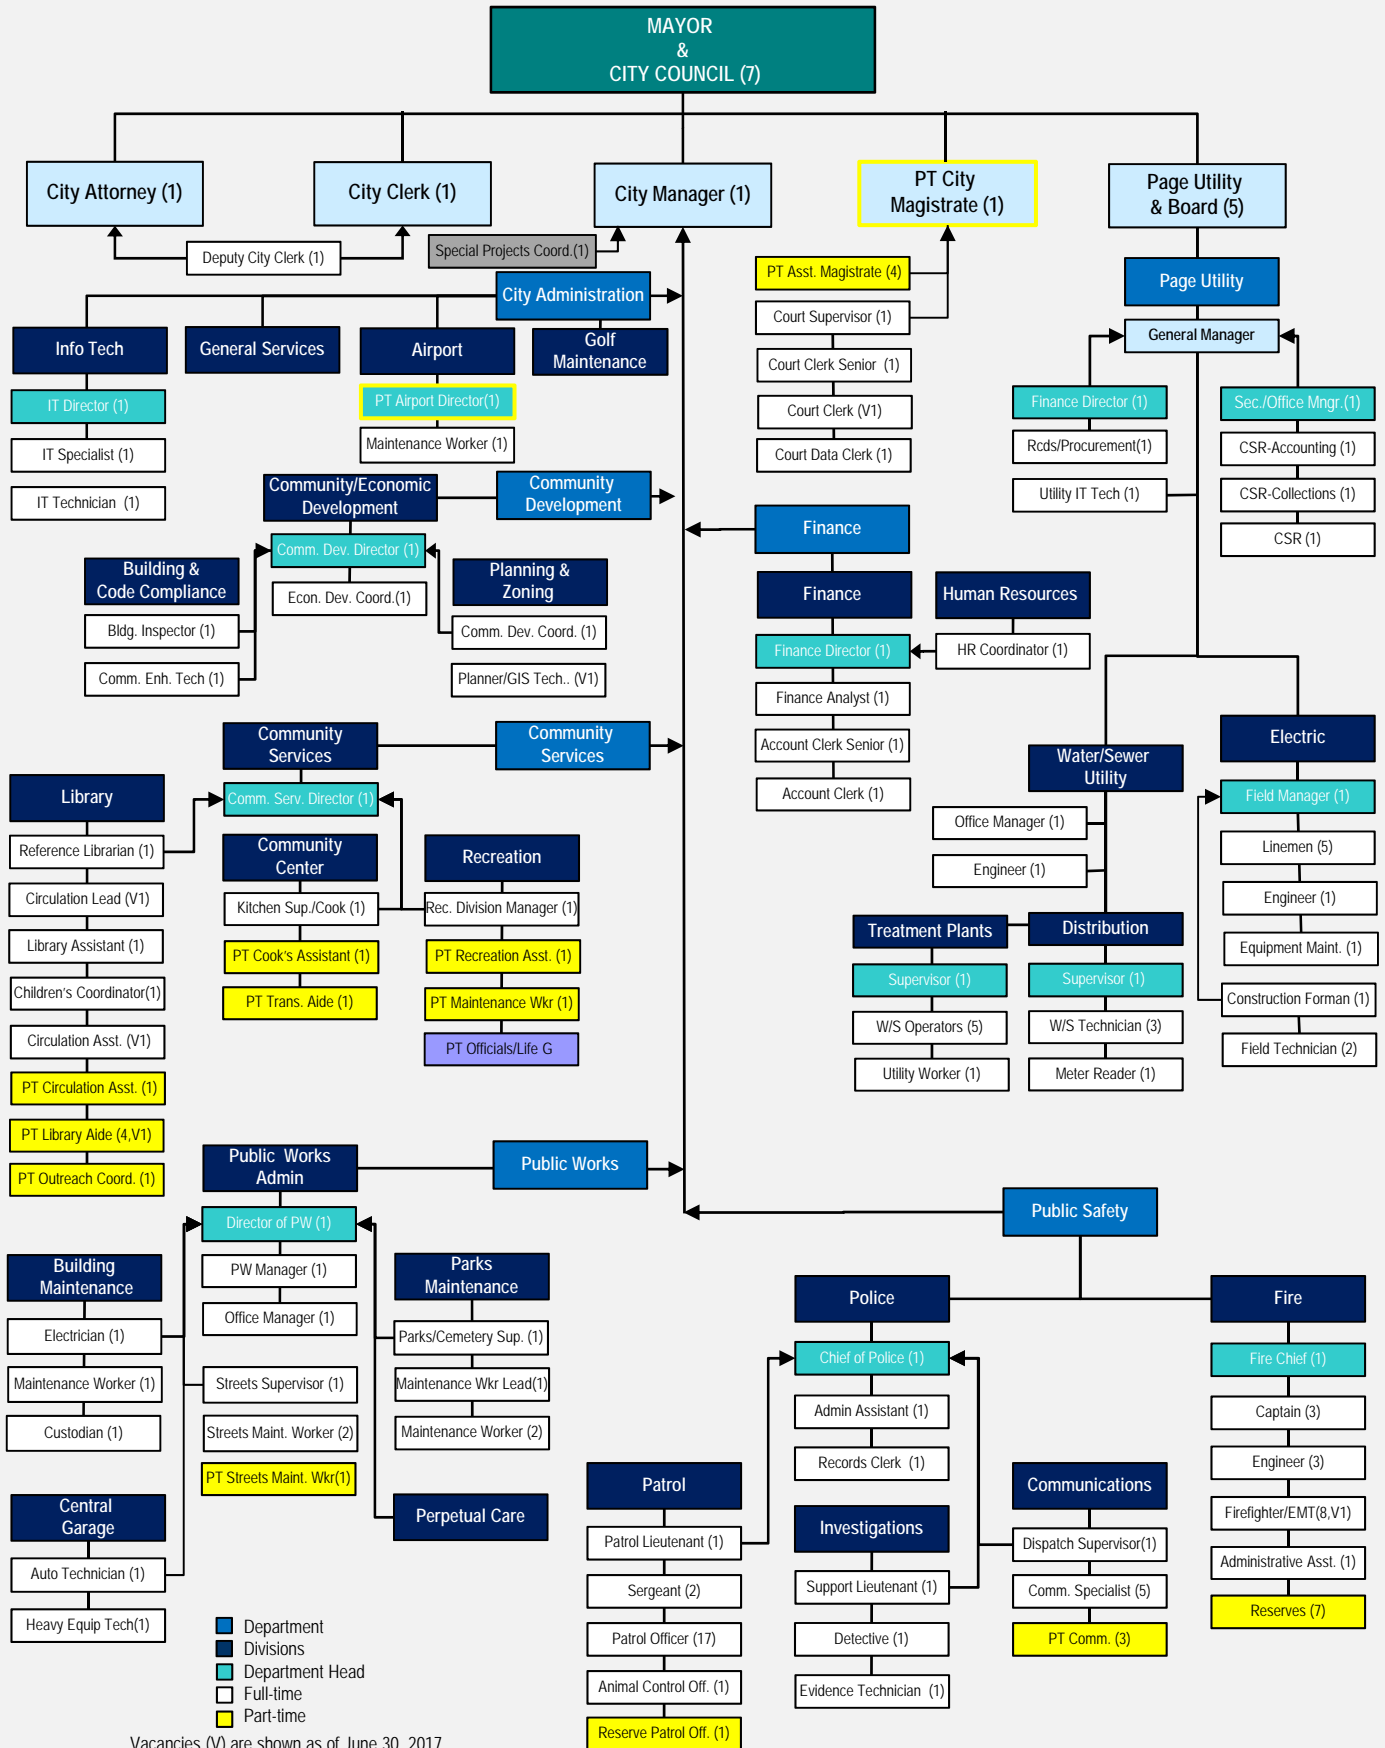 MAYOR
&
CITY COUNCIL (7)
City Attorney (1)
City Clerk (1)
City Manager (1)
PT City
Magistrate (1)
Page Utility
& Board (5)
Deputy City Clerk (1)
Special Projects Coord.(1)
PT Asst. Magistrate (4)
Court Supervisor (1)
Court Clerk Senior (1)
Court Clerk (V1)
Court Data Clerk (1)
Page Utility
General Manager
Finance Director (1)
Rcds/Procurement(1)
Utility IT Tech (1)
Sec./Office Mngr.(1)
CSR-Accounting (1)
CSR-Collections (1)
CSR (1)
City Administration
Info Tech
General Services
Airport
Golf
Maintenance
IT Director (1)
IT Specialist (1)
IT Technician (1)
PT Airport Director(1)
Maintenance Worker (1)
Community/Economic
Development
Community
Development
Comm. Dev. Director (1)
Econ. Dev. Coord.(1)
Building &
Code Compliance
Bldg. Inspector (1)
Comm. Enh. Tech (1)
Planning &
Zoning
Comm. Dev. Coord. (1)
Planner/GIS Tech.. (V1)
Finance
Finance
Human Resources
Finance Director (1)
HR Coordinator (1)
Finance Analyst (1)
Account Clerk Senior (1)
Account Clerk (1)
Community
Services
Community
Services
Comm. Serv. Director (1)
Library
Reference Librarian (1)
Circulation Lead (V1)
Library Assistant (1)
Children's Coordinator(1)
Circulation Asst. (V1)
PT Circulation Asst. (1)
PT Library Aide (4,V1)
PT Outreach Coord. (1)
Community
Center
Kitchen Sup./Cook (1)
PT Cook's Assistant (1)
PT Trans. Aide (1)
Recreation
Rec. Division Manager (1)
PT Recreation Asst. (1)
PT Maintenance Wkr (1)
PT Officials/Life G
Water/Sewer
Utility
Office Manager (1)
Engineer (1)
Treatment Plants
Supervisor (1)
W/S Operators (5)
Utility Worker (1)
Distribution
Supervisor (1)
W/S Technician (3)
Meter Reader (1)
Electric
Field Manager (1)
Linemen (5)
Engineer (1)
Equipment Maint. (1)
Construction Forman (1)
Field Technician (2)
Public Works
Admin
Public Works
Director of PW (1)
PW Manager (1)
Office Manager (1)
Streets Supervisor (1)
Streets Maint. Worker (2)
PT Streets Maint. Wkr(1)
Building
Maintenance
Electrician (1)
Maintenance Worker (1)
Custodian (1)
Central
Garage
Auto Technician (1)
Heavy Equip Tech(1)
Parks
Maintenance
Parks/Cemetery Sup. (1)
Maintenance Wkr Lead(1)
Maintenance Worker (2)
Perpetual Care
Public Safety
Police
Fire
Chief of Police (1)
Admin Assistant (1)
Records Clerk (1)
Patrol
Patrol Lieutenant (1)
Sergeant (2)
Patrol Officer (17)
Animal Control Off. (1)
Reserve Patrol Off. (1)
Investigations
Support Lieutenant (1)
Detective (1)
Evidence Technician (1)
Communications
Dispatch Supervisor(1)
Comm. Specialist (5)
PT Comm. (3)
Fire Chief (1)
Captain (3)
Engineer (3)
Firefighter/EMT(8,V1)
Administrative Asst. (1)
Reserves (7)
Department
Divisions
Department Head
Full-time
Part-time
Vacancies (V) are shown as of June 30, 2017